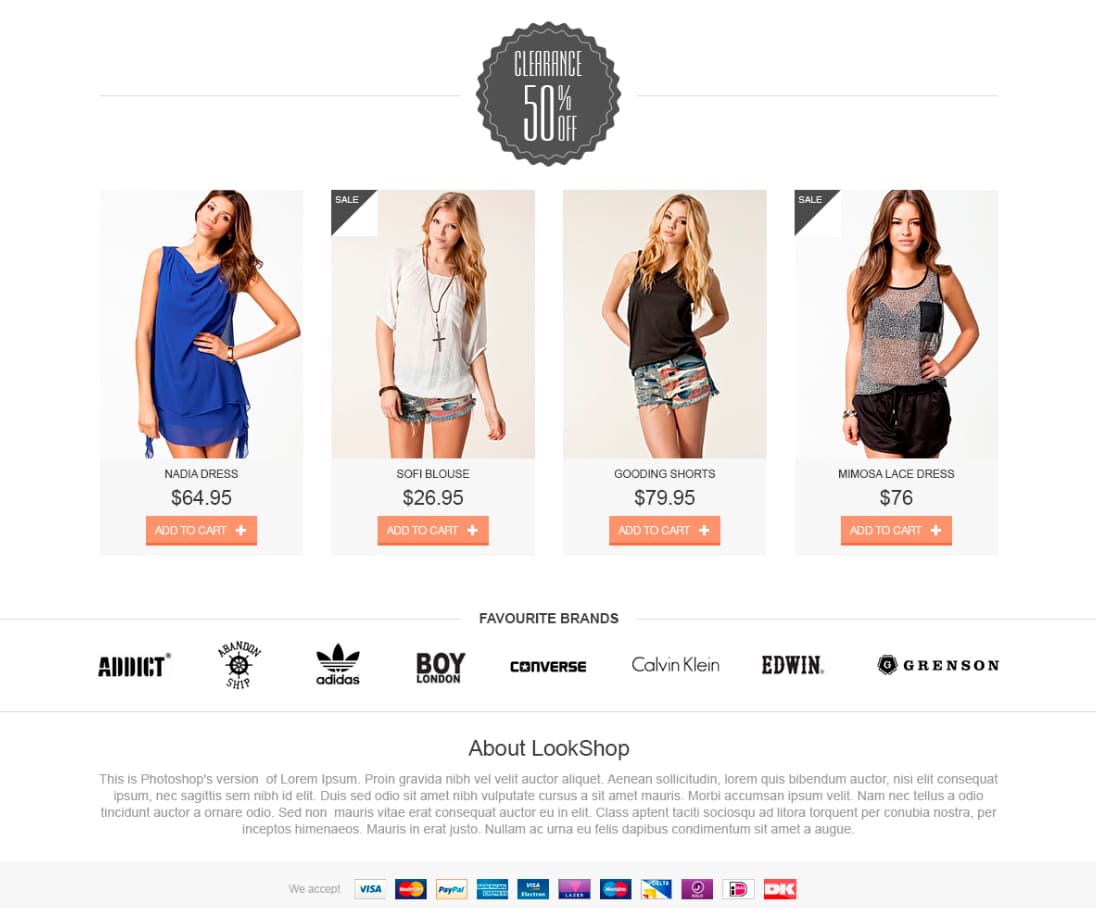 CLEARANCE
50%
OFF
SALE
SALE
NADIA DRESS
SOFI BLOUSE
GOODING SHORTS
MIMOSA LACE DRESS
$64.95
$26.95
$79.95
$76
ADD TO CART +
ADD TO CART +
ADD TO CART +
ADD TO CART +
FAVOURITE BRANDS
ADDICT®
ABANDON
SHIP
adidas
BOY
LONDON
CONVERSE
Calvin Klein
EDWIN
G GRENSON
About LookShop
This is Photoshop's version  of Lorem Ipsum. Proin gravida nibh vel velit auctor aliquet. Aenean sollicitudin, lorem quis bibendum auctor, nisi elit consequat
ipsum, nec sagittis sem nibh id elit. Duis sed odio sit amet nibh vulputate cursus a sit amet mauris. Morbi accumsan ipsum velit. Nam nec tellus a odio
tincidunt auctor a ornare odio. Sed non  mauris vitae erat consequat auctor eu in elit. Class aptent taciti sociosqu ad litora torquent per conubia nostra, per
inceptos himenaeos. Mauris in erat justo. Nullam ac urna eu felis dapibus condimentum sit amet a augue.
We accept
VISA
MasterCard
PayPal
AMERICAN
EXPRESS
VISA
Electron
LASER
Maestro
DELTA
SOLO
iD
DK